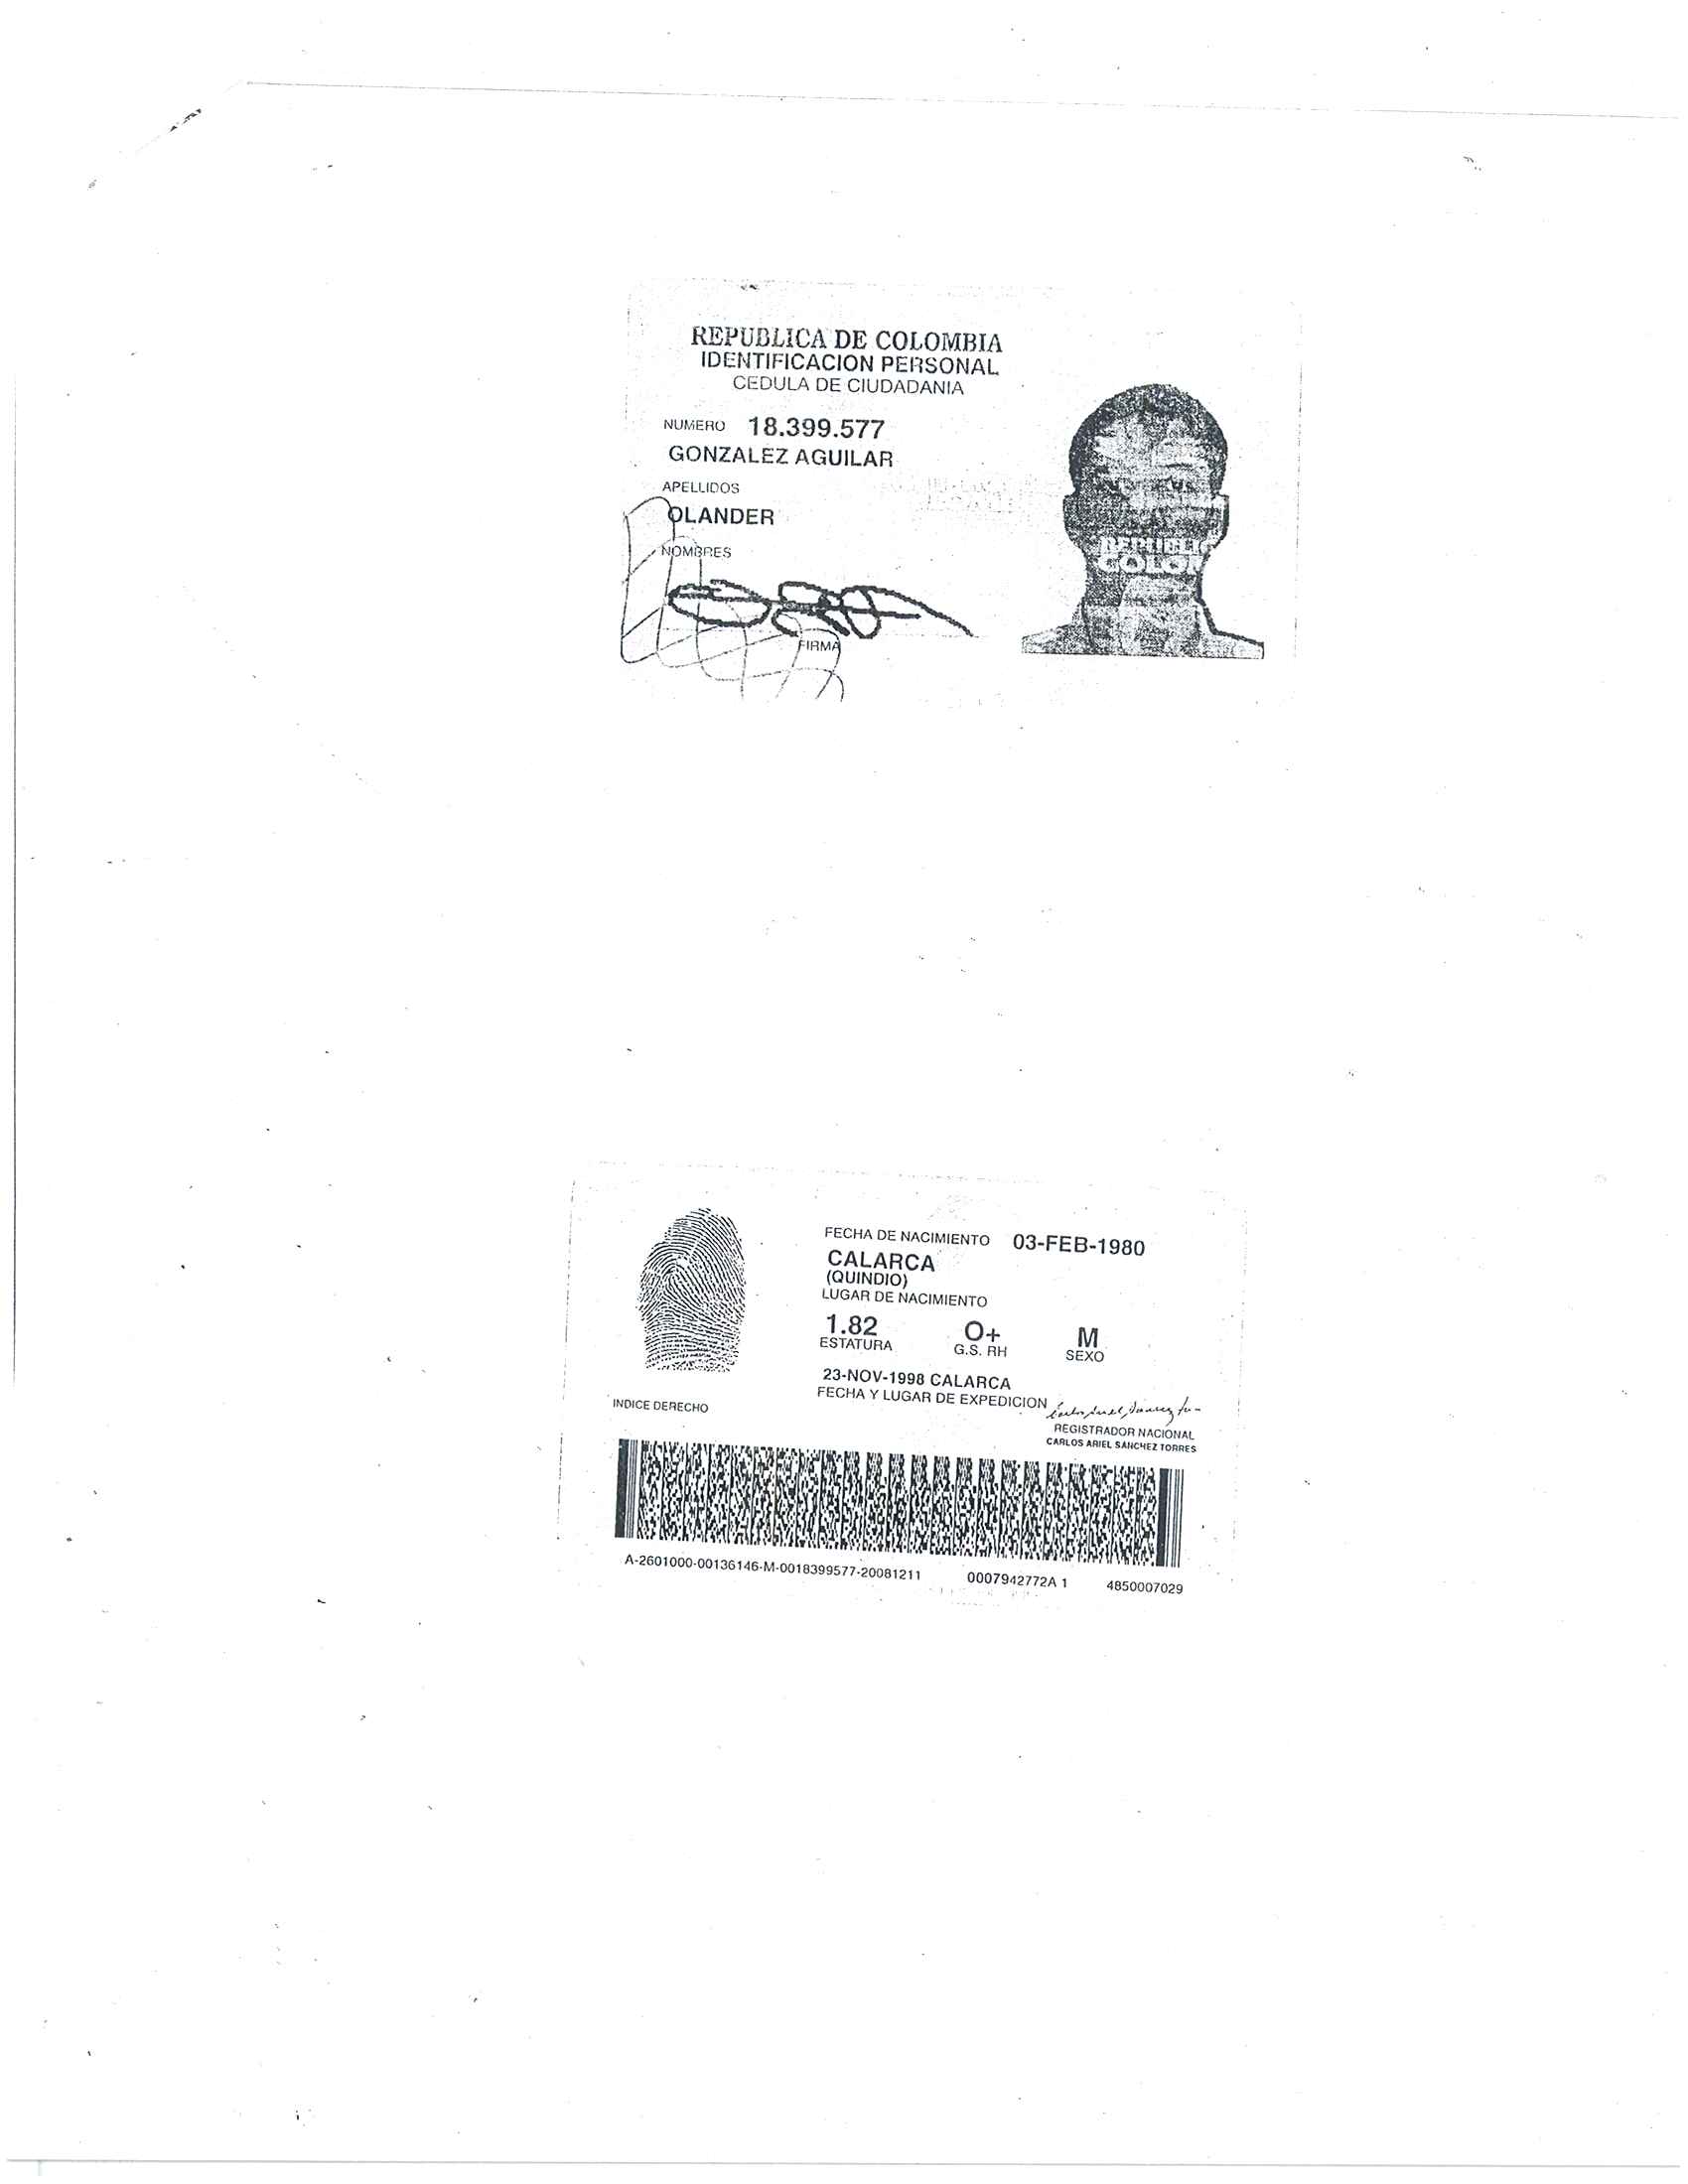 REPUBLICA DE COLOMBIA
IDENTIFICACION PERSONAL
CEDULA DE CIUDADANIA
NUMERO 18.399.577
GONZALEZ AGUILAR
APELLIDOS
OLANDER
NOMBRES
FIRMA
COLOM
FECHA DE NACIMIENTO 03-FEB-1980
CALARCA
(QUINDIO)
LUGAR DE NACIMIENTO
1.82 O+ M
ESTATURA G.S. RH SEXO
23-NOV-1998 CALARCA
FECHA Y LUGAR DE EXPEDICION
INDICE DERECHO
REGISTRADOR NACIONAL
CARLOS ARIEL SANCHEZ TORRES
A-2601000-00136146-M-0018399577-20081211 0007942772A 1 4850007029